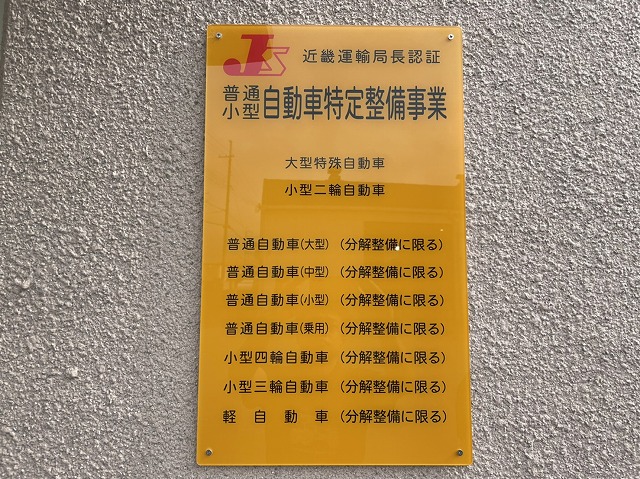 JS 近畿運輸局長認証
普通
小型 自動車特定整備事業
大型特殊自動車
小型二輪自動車
普通自動車(大型) (分解整備に限る)
普通自動車(中型) (分解整備に限る)
普通自動車(小型) (分解整備に限る)
普通自動車(乗用) (分解整備に限る)
小型四輪自動車 (分解整備に限る)
小型三輪自動車 (分解整備に限る)
軽自動車 (分解整備に限る)